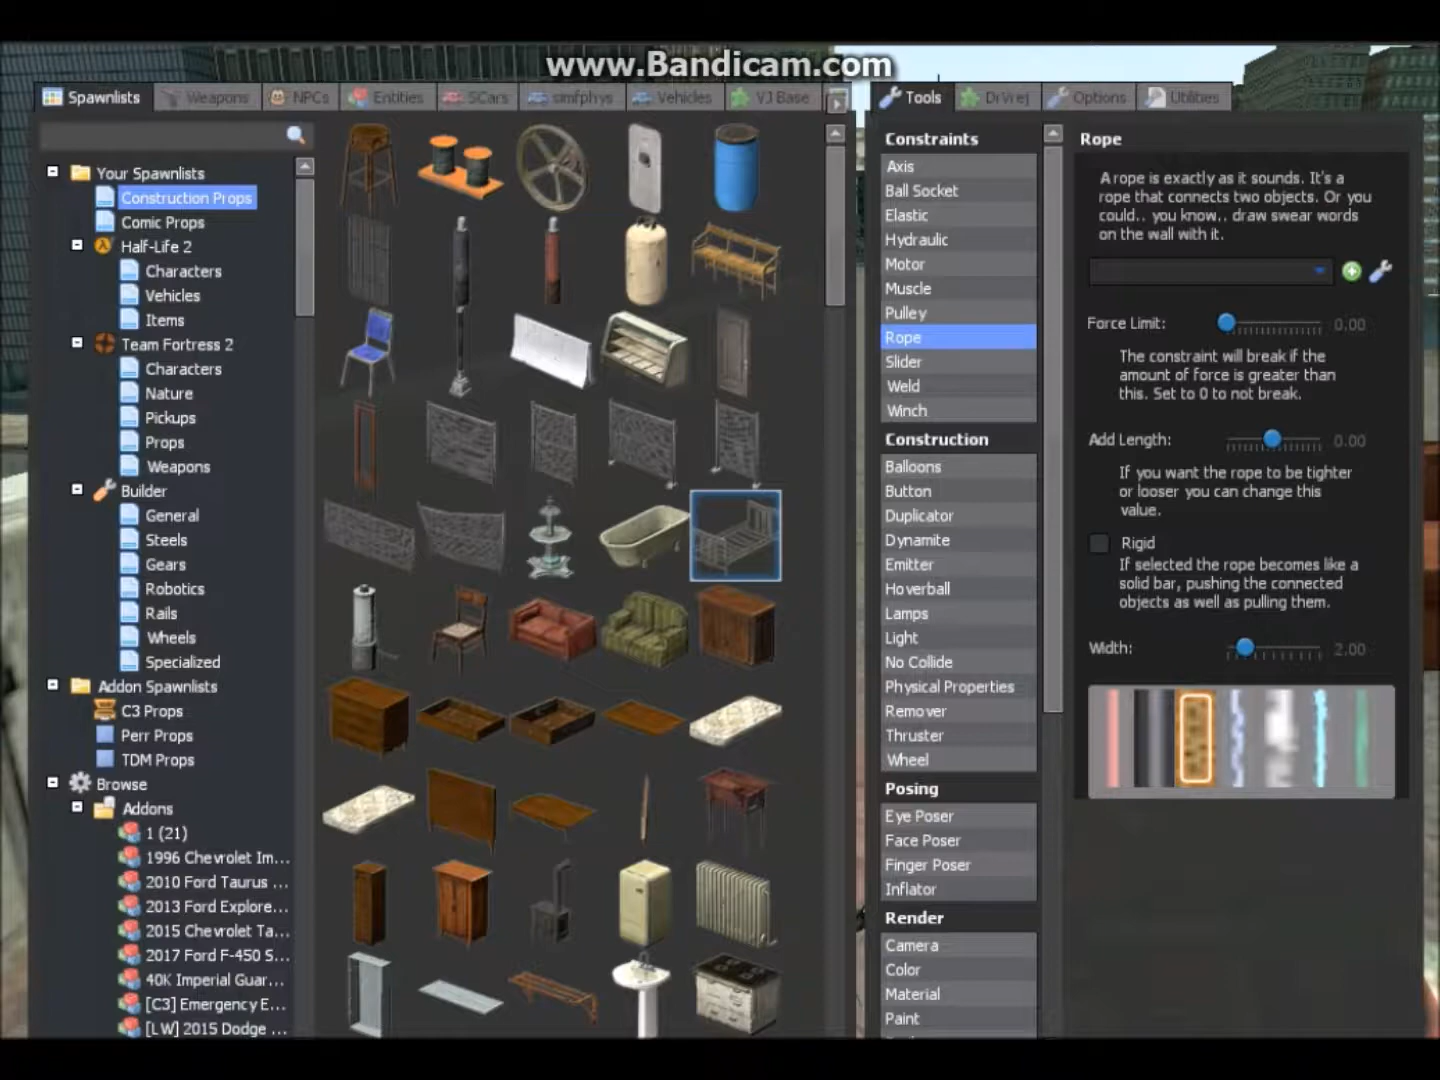 www.Bandicam.com
Spawnlists
Weapons
NPCs
Entities
SCars
simfphys
Vehicles
VJ Base
Your Spawnlists
Construction Props
Comic Props
Half-Life 2
Characters
Vehicles
Items
Team Fortress 2
Characters
Nature
Pickups
Props
Weapons
Builder
General
Steels
Gears
Robotics
Rails
Wheels
Specialized
Addon Spawnlists
C3 Props
Perr Props
TDM Props
Browse
Addons
1 (21)
1996 Chevrolet Im...
2010 Ford Taurus ...
2013 Ford Explore...
2015 Chevrolet Ta...
2017 Ford F-450 S...
40K Imperial Guar...
[C3] Emergency E...
[LW] 2015 Dodge ...
Tools
DrVrej
Options
Utilities
Constraints
Axis
Ball Socket
Elastic
Hydraulic
Motor
Muscle
Pulley
Rope
Slider
Weld
Winch
Construction
Balloons
Button
Duplicator
Dynamite
Emitter
Hoverball
Lamps
Light
No Collide
Physical Properties
Remover
Thruster
Wheel
Posing
Eye Poser
Face Poser
Finger Poser
Inflator
Render
Camera
Color
Material
Paint
Rope
A rope is exactly as it sounds. It's a
rope that connects two objects. Or you
could.. you know.. draw swear words
on the wall with it.
Force Limit: 0.00
The constraint will break if the
amount of force is greater than
this. Set to 0 to not break.
Add Length: 0.00
If you want the rope to be tighter
or looser you can change this
value.
Rigid
If selected the rope becomes like a
solid bar, pushing the connected
objects as well as pulling them.
Width: 2.00